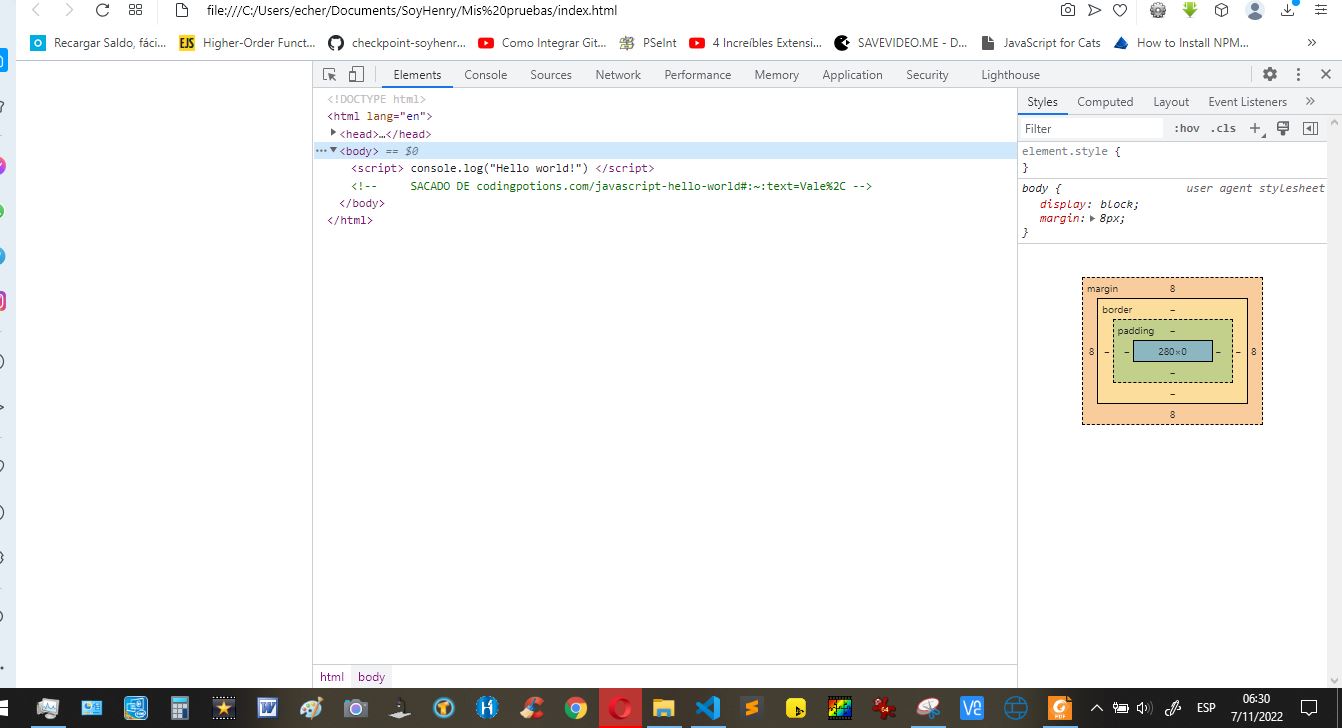 file:///C:/Users/echer/Documents/SoyHenry/Mis%20pruebas/index.html
Recargar Saldo, fáci... EJS Higher-Order Funct... checkpoint-soyhenr... Como Integrar Git... PSeInt 4 Increíbles Extensi... SAVEVIDEO.ME - D... JavaScript for Cats How to Install NPM... »
Elements Console Sources Network Performance Memory Application Security Lighthouse
<!DOCTYPE html>
<html lang="en">
<head>…</head>
<body> == $0
<script> console.log("Hello world!") </script>
<!--     SACADO DE codingpotions.com/javascript-hello-world#:~:text=Vale%2C -->
</body>
</html>
html body
Styles Computed Layout Event Listeners »
Filter :hov .cls +
element.style {
}
body { user agent stylesheet
display: block;
margin: 8px;
}
margin 8
border –
padding –
8 – – 280×0 – – 8
–
–
8
ESP
06:30
7/11/2022